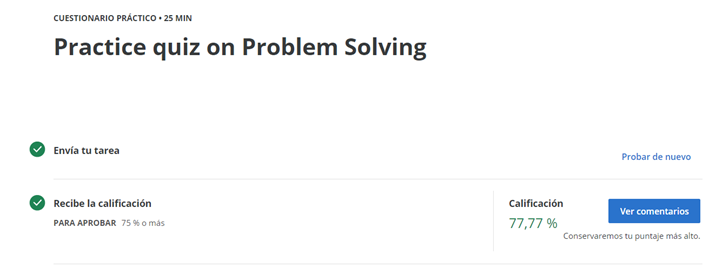 CUESTIONARIO PRÁCTICO • 25 MIN
Practice quiz on Problem Solving
Envía tu tarea
Probar de nuevo
Recibe la calificación
PARA APROBAR 75 % o más
Calificación
77,77 %
Ver comentarios
Conservaremos tu puntaje más alto.